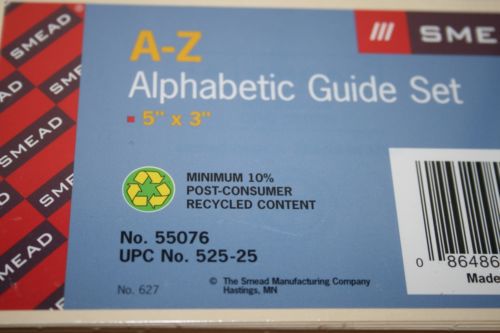 SMEAD
SMEAD
SMEAD
SMEAD
A-Z
Alphabetic Guide Set
5" x 3"
MINIMUM 10%
POST-CONSUMER
RECYCLED CONTENT
No. 55076
UPC No. 525-25
No. 627
© The Smead Manufacturing Company
Hastings, MN
0 86486
Made